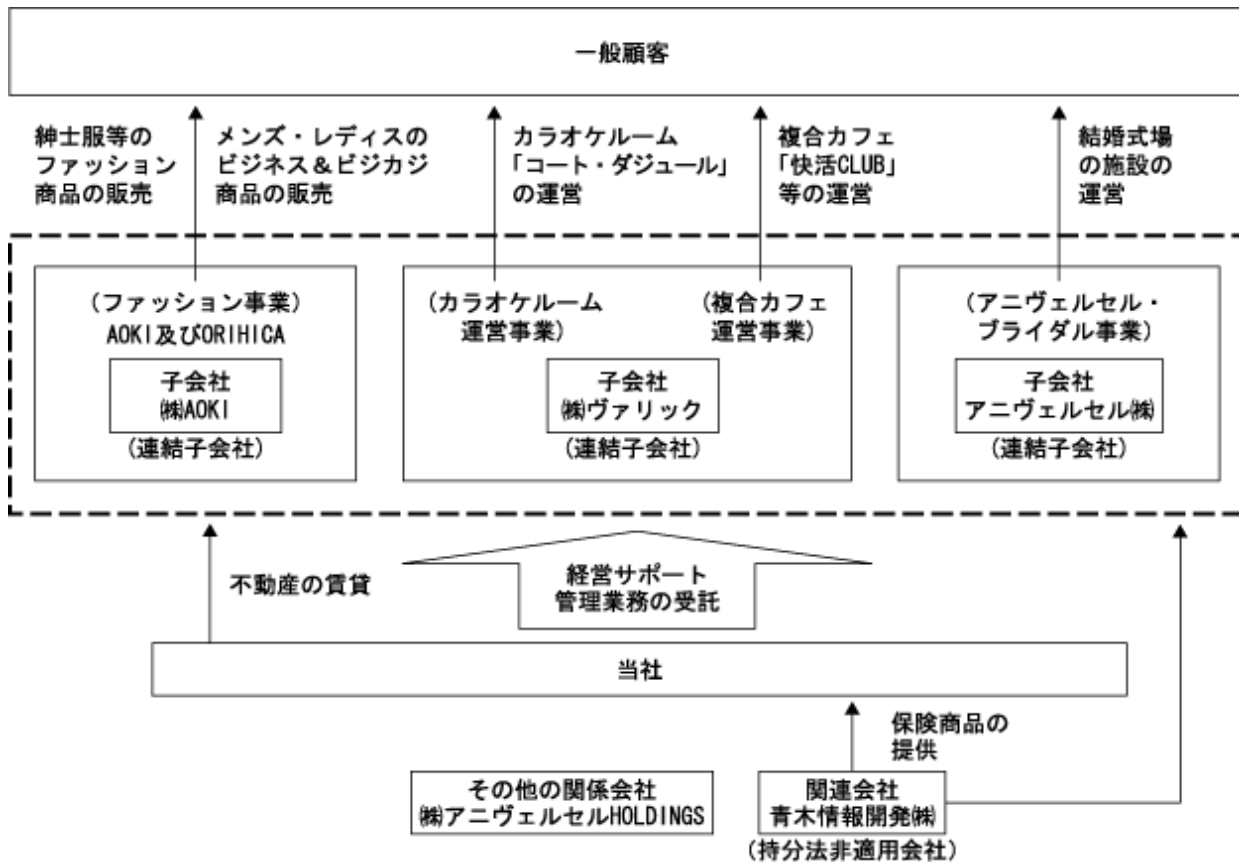 一般顧客
紳士服等の
ファッション
商品の販売
メンズ・レディスの
ビジネス＆ビジカジ
商品の販売
カラオケルーム
「コート・ダジュール」
の運営
複合カフェ
「快活CLUB」
等の運営
結婚式場
の施設の
運営
(ファッション事業)
AOKI及びORIHICA
子会社
㈱AOKI
(連結子会社)
(カラオケルーム
運営事業)
(複合カフェ
運営事業)
子会社
㈱ヴァリック
(連結子会社)
(アニヴェルセル・
ブライダル事業)
子会社
アニヴェルセル㈱
(連結子会社)
不動産の賃貸
経営サポート
管理業務の受託
当社
保険商品の
提供
その他の関係会社
㈱アニヴェルセルHOLDINGS
関連会社
青木情報開発㈱
(持分法非適用会社)